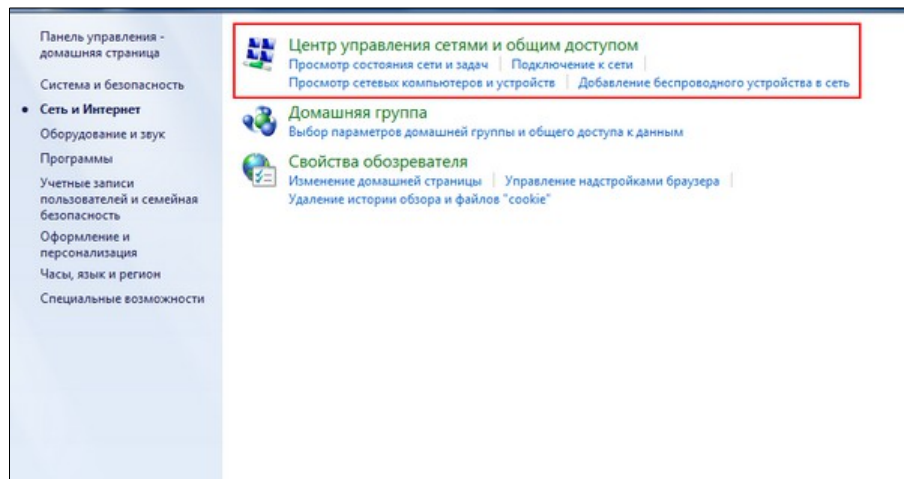 Панель управления -
домашняя страница
Система и безопасность
Сеть и Интернет
Оборудование и звук
Программы
Учетные записи
пользователей и семейная
безопасность
Оформление и
персонализация
Часы, язык и регион
Специальные возможности
Центр управления сетями и общим доступом
Просмотр состояния сети и задач
Подключение к сети
Просмотр сетевых компьютеров и устройств
Добавление беспроводного устройства в сеть
Домашняя группа
Выбор параметров домашней группы и общего доступа к данным
Свойства обозревателя
Изменение домашней страницы
Управление надстройками браузера
Удаление истории обзора и файлов "cookie"